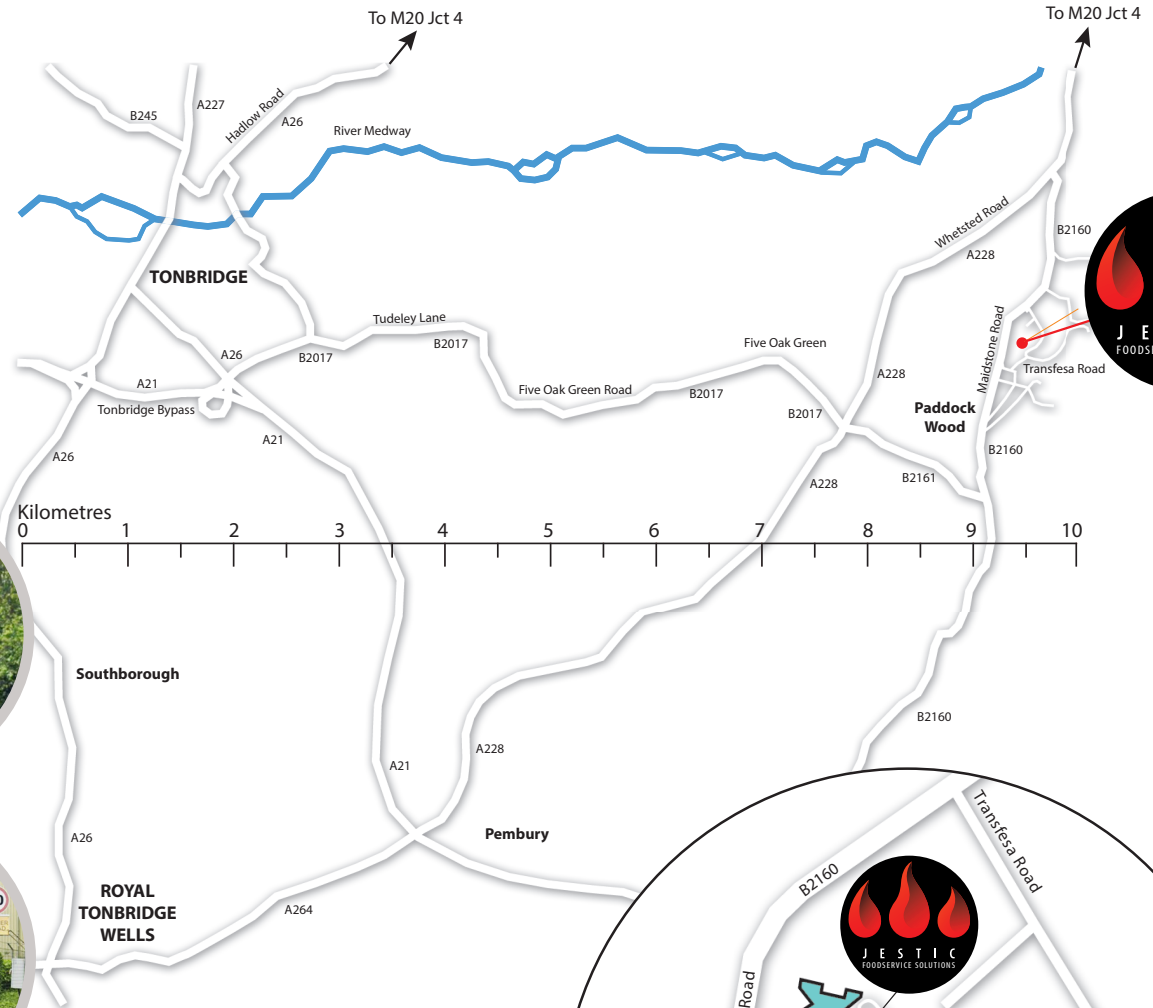 To M20 Jct 4
To M20 Jct 4
A227
B245
Hadlow Road
A26
River Medway
Whetsted Road
B2160
A228
TONBRIDGE
Tudeley Lane
B2017
A26
B2017
Five Oak Green
Maidstone Road
J E
FOODS
Transfesa Road
A21
Tonbridge Bypass
Five Oak Green Road
B2017
A228
B2017
Paddock
Wood
A21
A26
B2160
A228
B2161
Kilometres
0 1 2 3 4 5 6 7 8 9 10
Southborough
B2160
A228
A21
Pembury
A26
ROYAL
TONBRIDGE
WELLS
A264
Transfesa Road
B2160
JESTIC
FOODSERVICE SOLUTIONS
Road